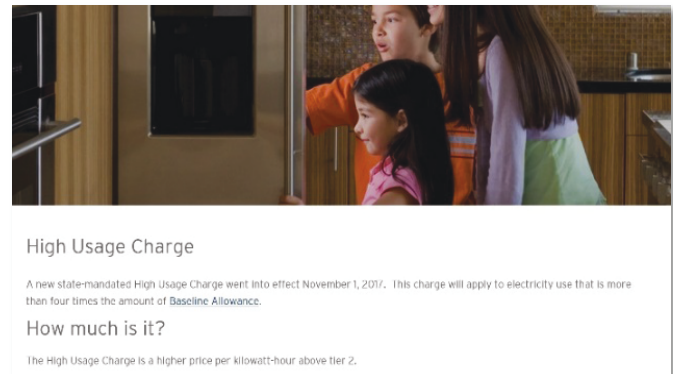 High Usage Charge
A new state-mandated High Usage Charge went into effect November 1, 2017. This charge will apply to electricity use that is more
than four times the amount of Baseline Allowance.
How much is it?
The High Usage Charge is a higher price per kilowatt-hour above tier 2.